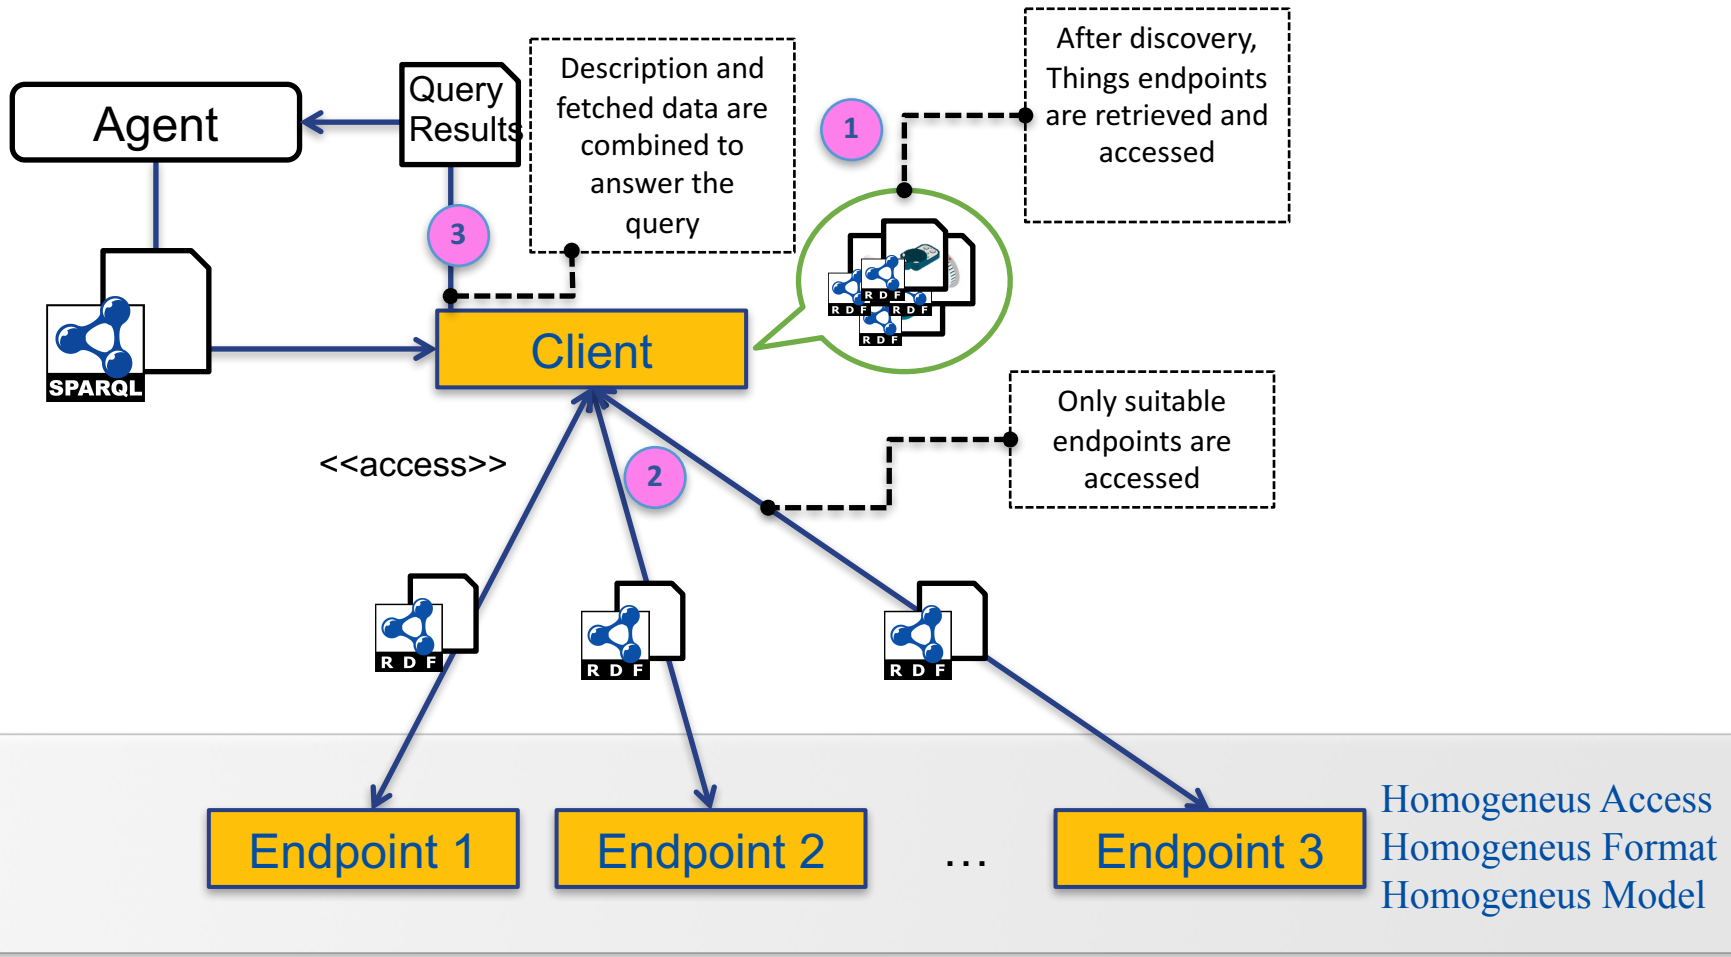 Agent
Query
Results
Description and
fetched data are
combined to
answer the
query
1
After discovery,
Things endpoints
are retrieved and
accessed
3
SPARQL
Client
RDF
RDF
RDF
RDF
Only suitable
endpoints are
accessed
<<access>>
2
RDF
RDF
RDF
Endpoint 1
Endpoint 2
...
Endpoint 3
Homogeneus Access
Homogeneus Format
Homogeneus Model